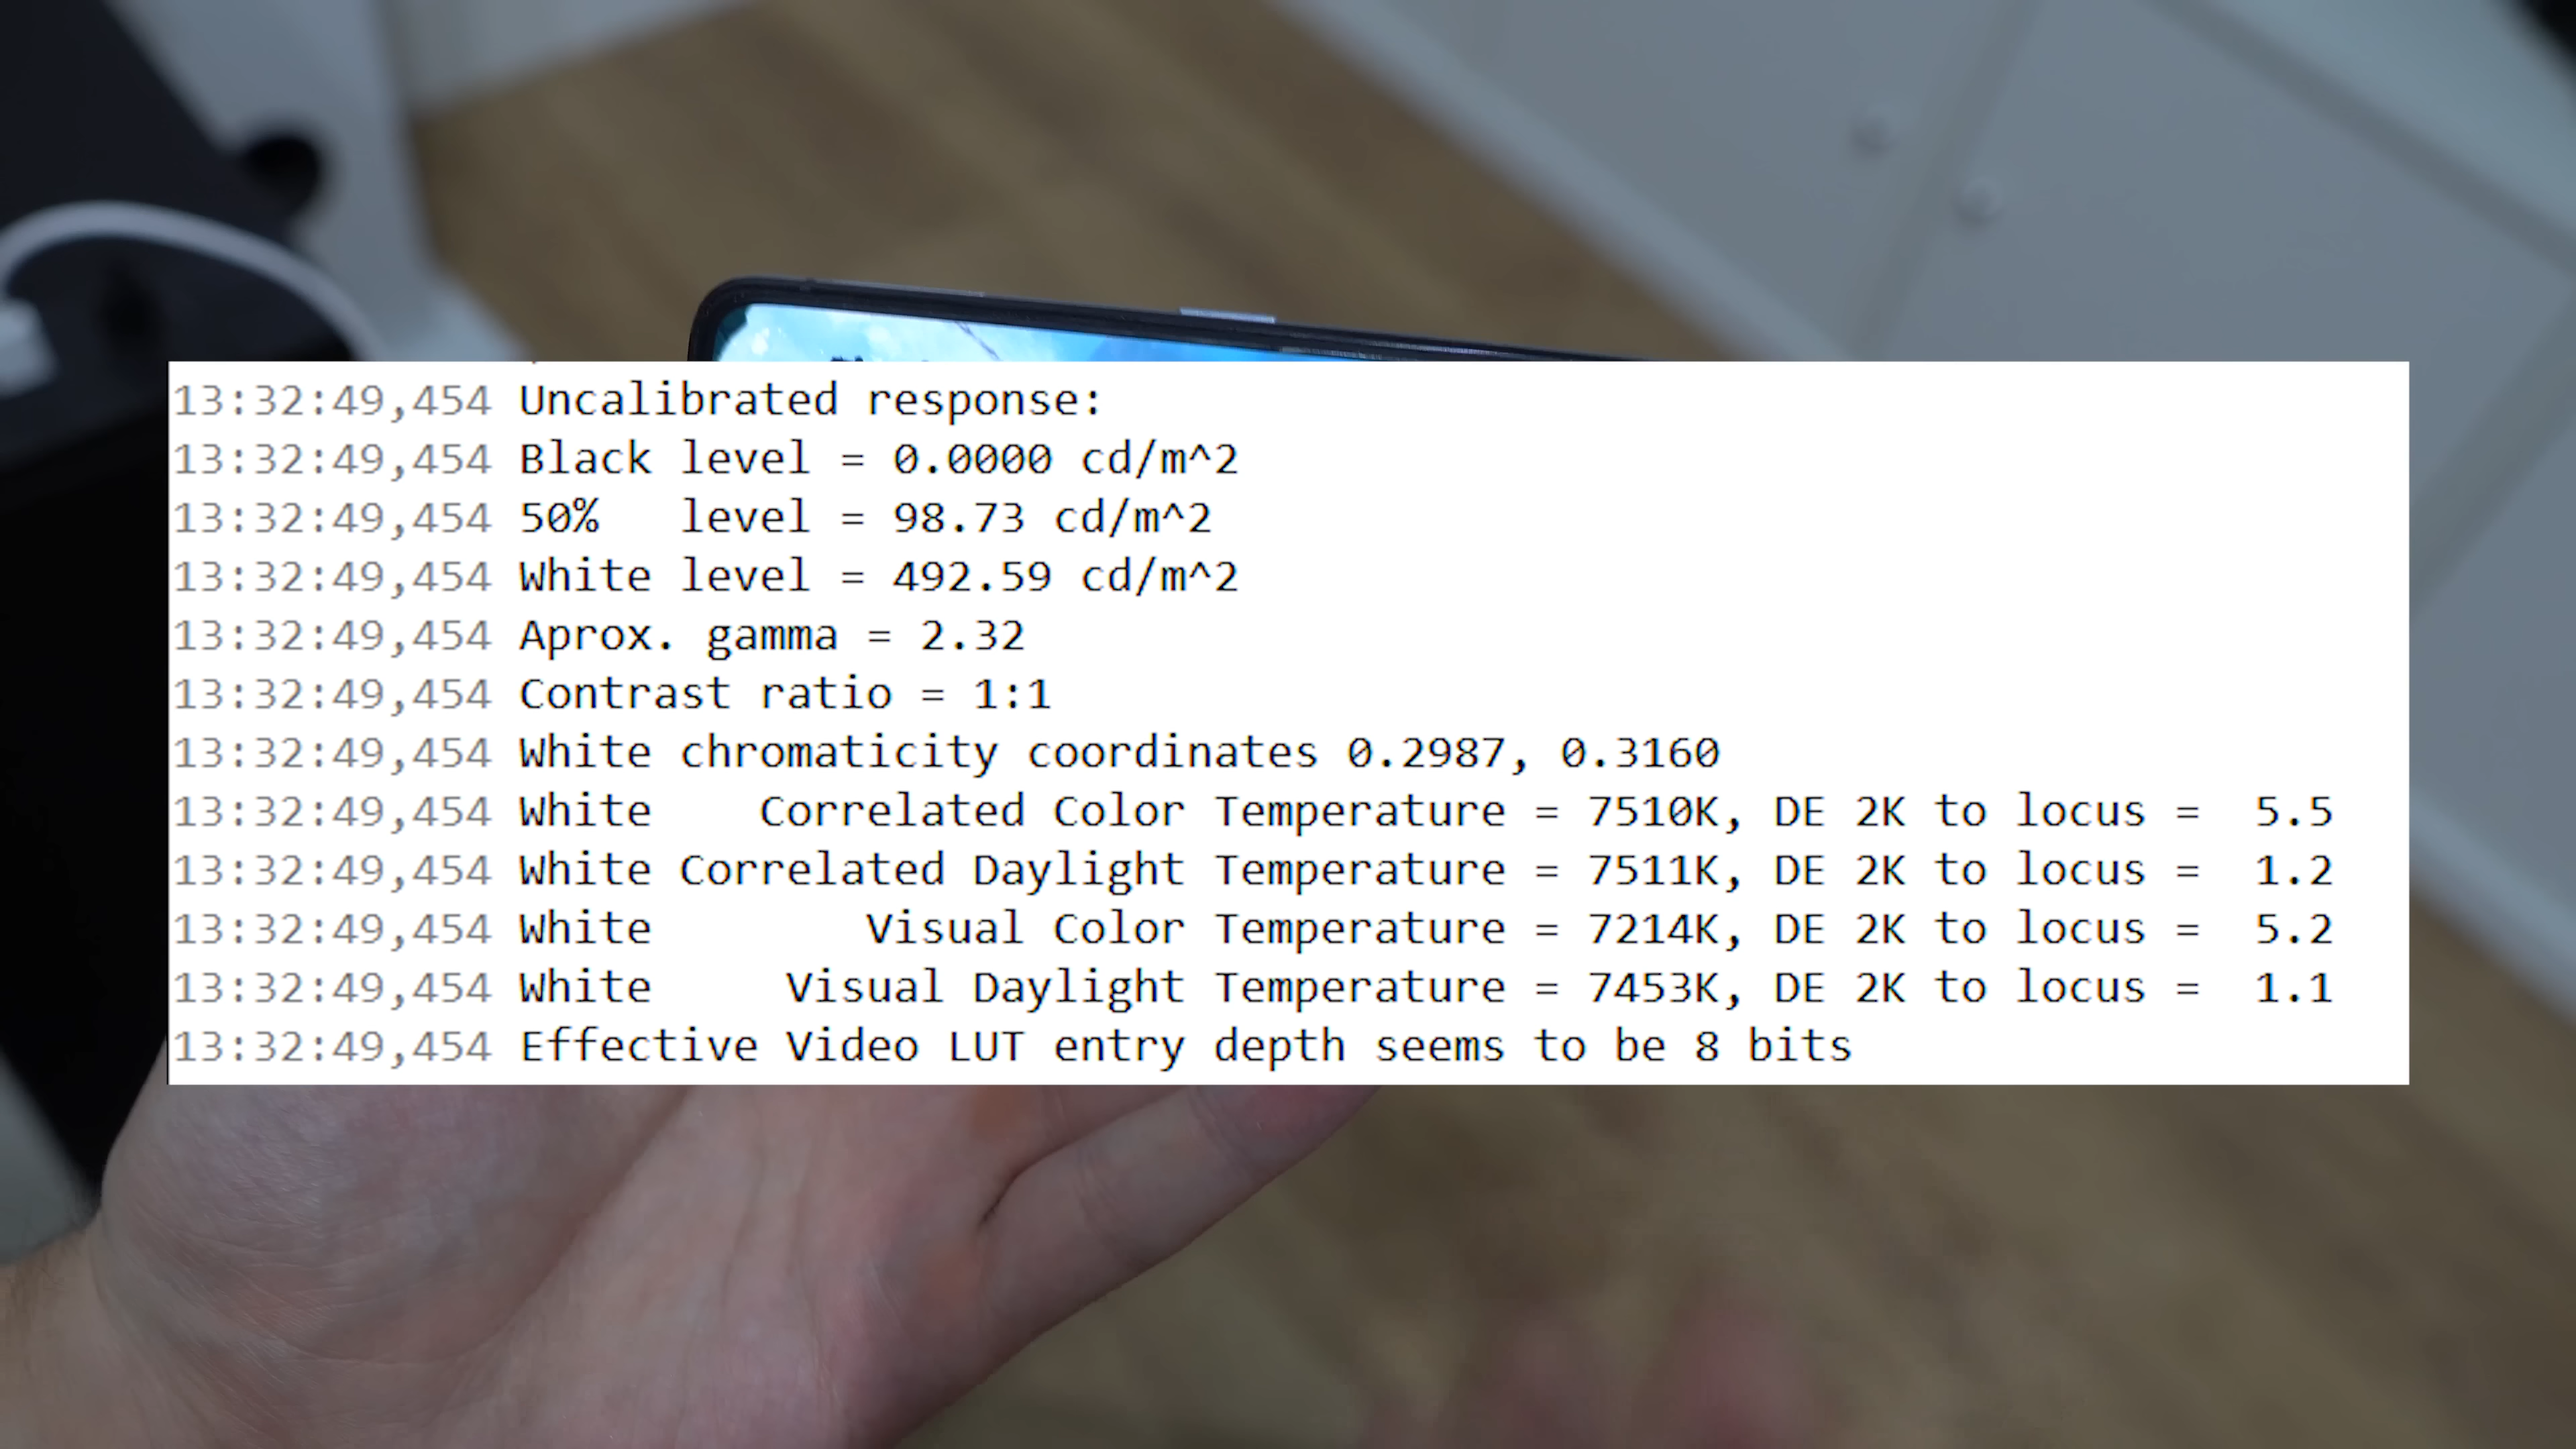 13:32:49,454 Uncalibrated response:
13:32:49,454 Black level = 0.0000 cd/m^2
13:32:49,454 50%   level = 98.73 cd/m^2
13:32:49,454 White level = 492.59 cd/m^2
13:32:49,454 Aprox. gamma = 2.32
13:32:49,454 Contrast ratio = 1:1
13:32:49,454 White chromaticity coordinates 0.2987, 0.3160
13:32:49,454 White    Correlated Color Temperature = 7510K, DE 2K to locus =  5.5
13:32:49,454 White Correlated Daylight Temperature = 7511K, DE 2K to locus =  1.2
13:32:49,454 White        Visual Color Temperature = 7214K, DE 2K to locus =  5.2
13:32:49,454 White     Visual Daylight Temperature = 7453K, DE 2K to locus =  1.1
13:32:49,454 Effective Video LUT entry depth seems to be 8 bits